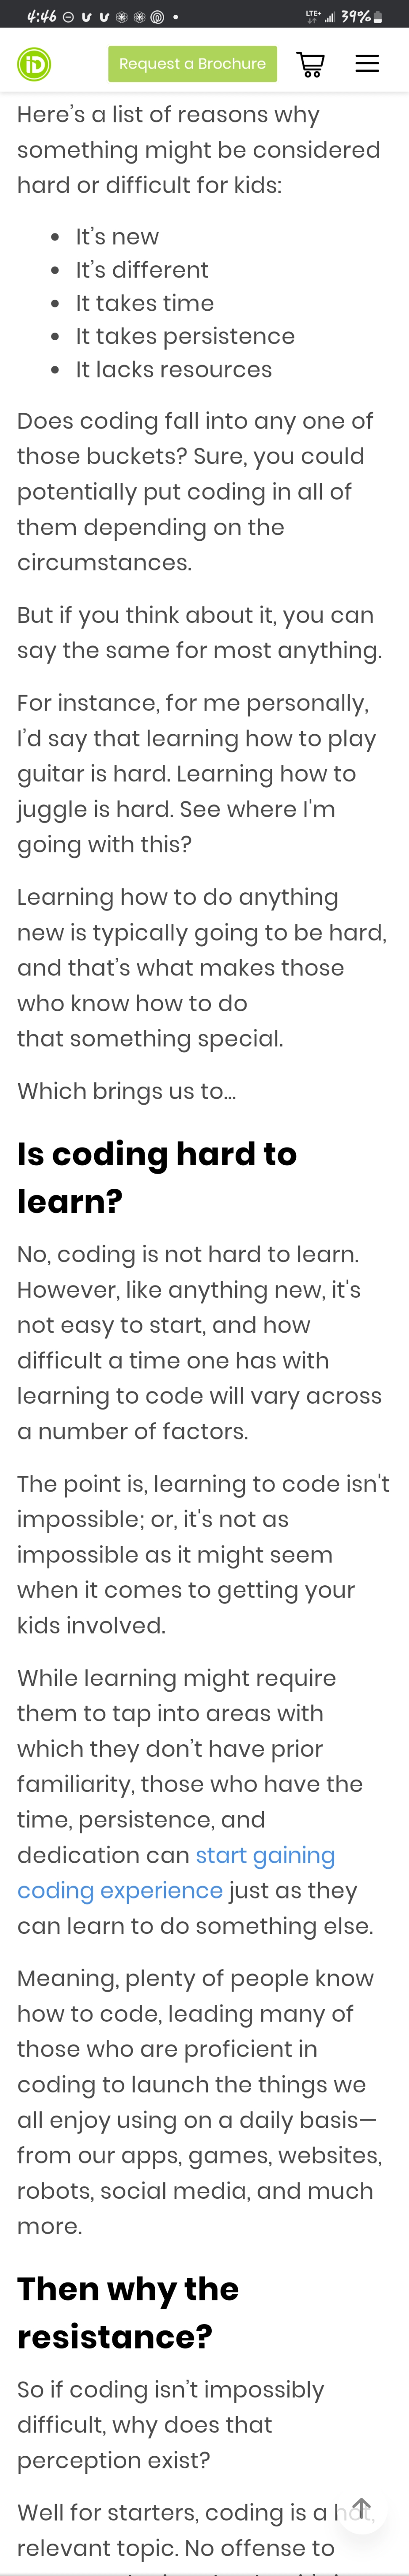 4:46
LTE+ 39%
iD Request a Brochure
Here's a list of reasons why
something might be considered
hard or difficult for kids:
• It's new
• It's different
• It takes time
• It takes persistence
• It lacks resources
Does coding fall into any one of
those buckets? Sure, you could
potentially put coding in all of
them depending on the
circumstances.
But if you think about it, you can
say the same for most anything.
For instance, for me personally,
I'd say that learning how to play
guitar is hard. Learning how to
juggle is hard. See where I'm
going with this?
Learning how to do anything
new is typically going to be hard,
and that's what makes those
who know how to do
that something special.
Which brings us to...
Is coding hard to
learn?
No, coding is not hard to learn.
However, like anything new, it's
not easy to start, and how
difficult a time one has with
learning to code will vary across
a number of factors.
The point is, learning to code isn't
impossible; or, it's not as
impossible as it might seem
when it comes to getting your
kids involved.
While learning might require
them to tap into areas with
which they don't have prior
familiarity, those who have the
time, persistence, and
dedication can start gaining
coding experience just as they
can learn to do something else.
Meaning, plenty of people know
how to code, leading many of
those who are proficient in
coding to launch the things we
all enjoy using on a daily basis—
from our apps, games, websites,
robots, social media, and much
more.
Then why the
resistance?
So if coding isn't impossibly
difficult, why does that
perception exist?
Well for starters, coding is a hot,
relevant topic. No offense to